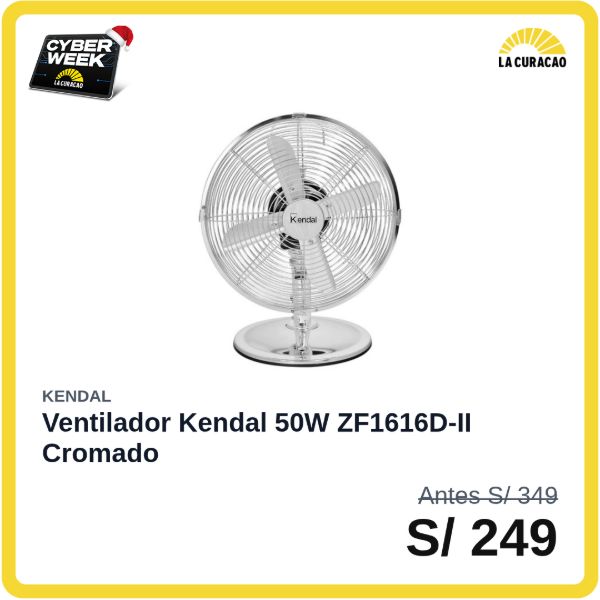 CYBER
WEEK
LA CURACAO
LA CURACAO
Kendal
KENDAL
Ventilador Kendal 50W ZF1616D-II
Cromado
Antes S/ 349
S/ 249